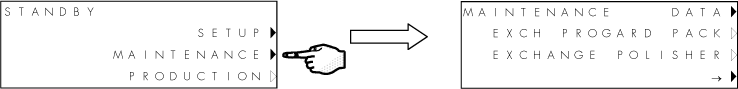 STANDBY
SETUP
MAINTENANCE
PRODUCTION
MAINTENANCE DATA
EXCH PROGARD PACK
EXCHANGE POLISHER
→